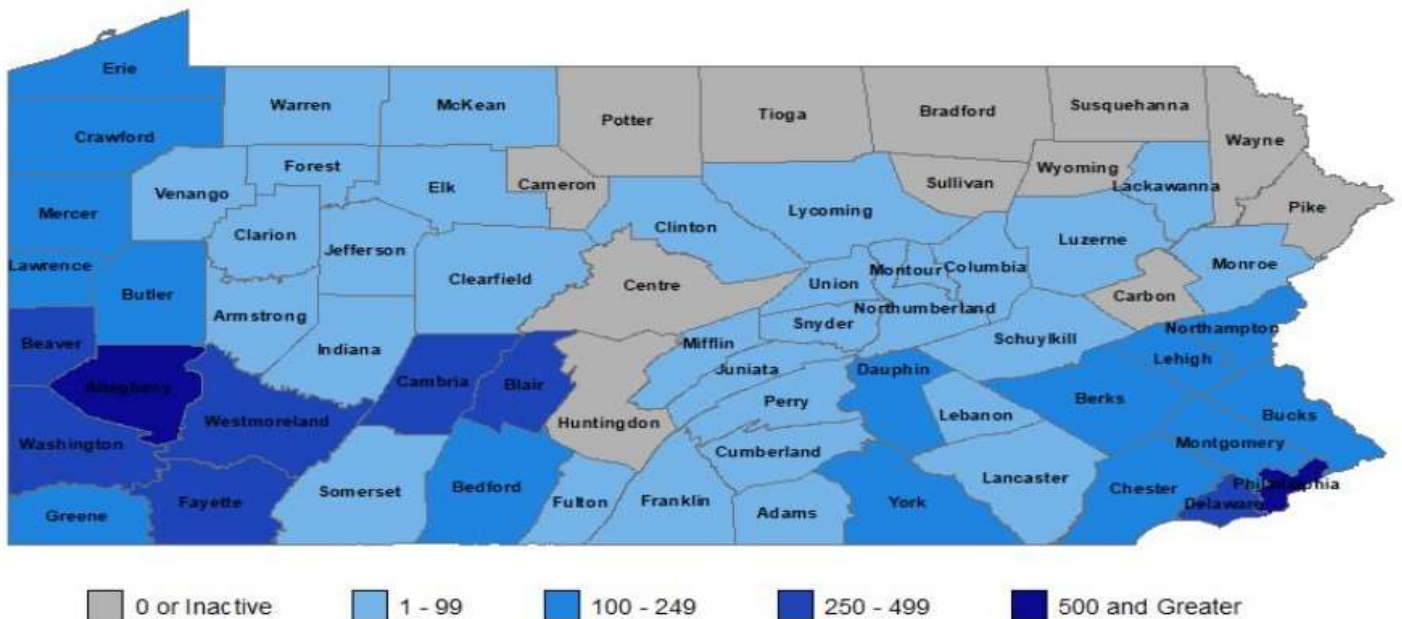 Erie
Warren
McKean
Susquehanna
Potter
Tioga
Bradford
Crawford
Wayne
Forest
Wyoming
Venango
Elk
Cameron
Sullivan
Lackawanna
Mercer
Lycoming
Pike
Clarion
Clinton
Jefferson
Luzerne
Lawrence
Clearfield
Montour
Columbia
Monroe
Butler
Centre
Union
Carbon
Armstrong
Northumberland
Snyder
Northampton
Beaver
Indiana
Mifflin
Schuylkill
Lehigh
Allegheny
Cambria
Blair
Juniata
Dauphin
Perry
Berks
Westmoreland
Huntingdon
Lebanon
Bucks
Washington
Cumberland
Montgomery
Somerset
Bedford
Lancaster
Philadelphia
Greene
Fayette
Fulton
Franklin
Adams
York
Chester
Delaware
0 or Inactive
1 - 99
100 - 249
250 - 499
500 and Greater